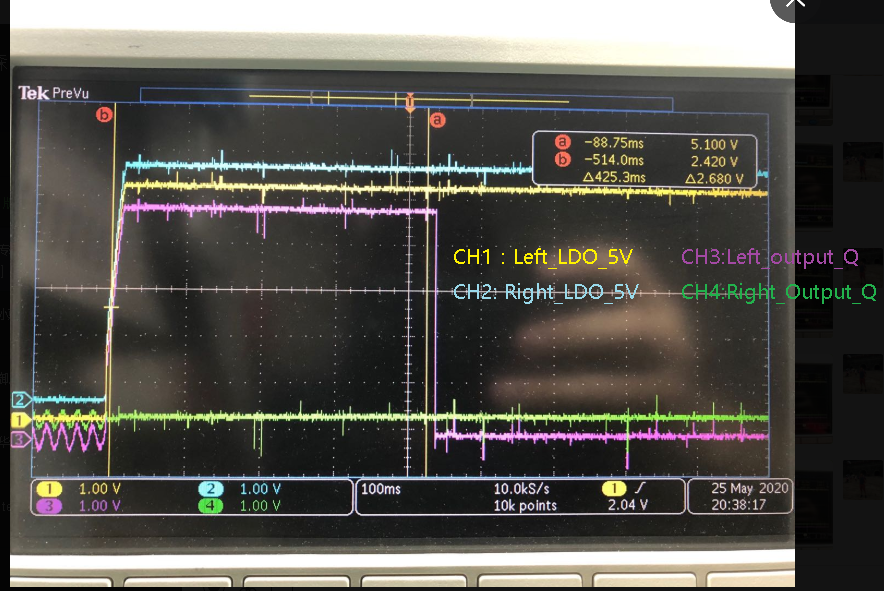 Tek PreVu
b
T
a
a -88.75ms 5.100 V
b -514.0ms 2.420 V
Δ425.3ms Δ2.680 V
CH1 : Left_LDO_5V CH3:Left_output_Q
CH2: Right_LDO_5V CH4:Right_Output_Q
2
1
3
1 1.00 V 2 1.00 V 100ms 10.0kS/s 1 25 May 2020
3 1.00 V 4 1.00 V 10k points 2.04 V 20:38:17